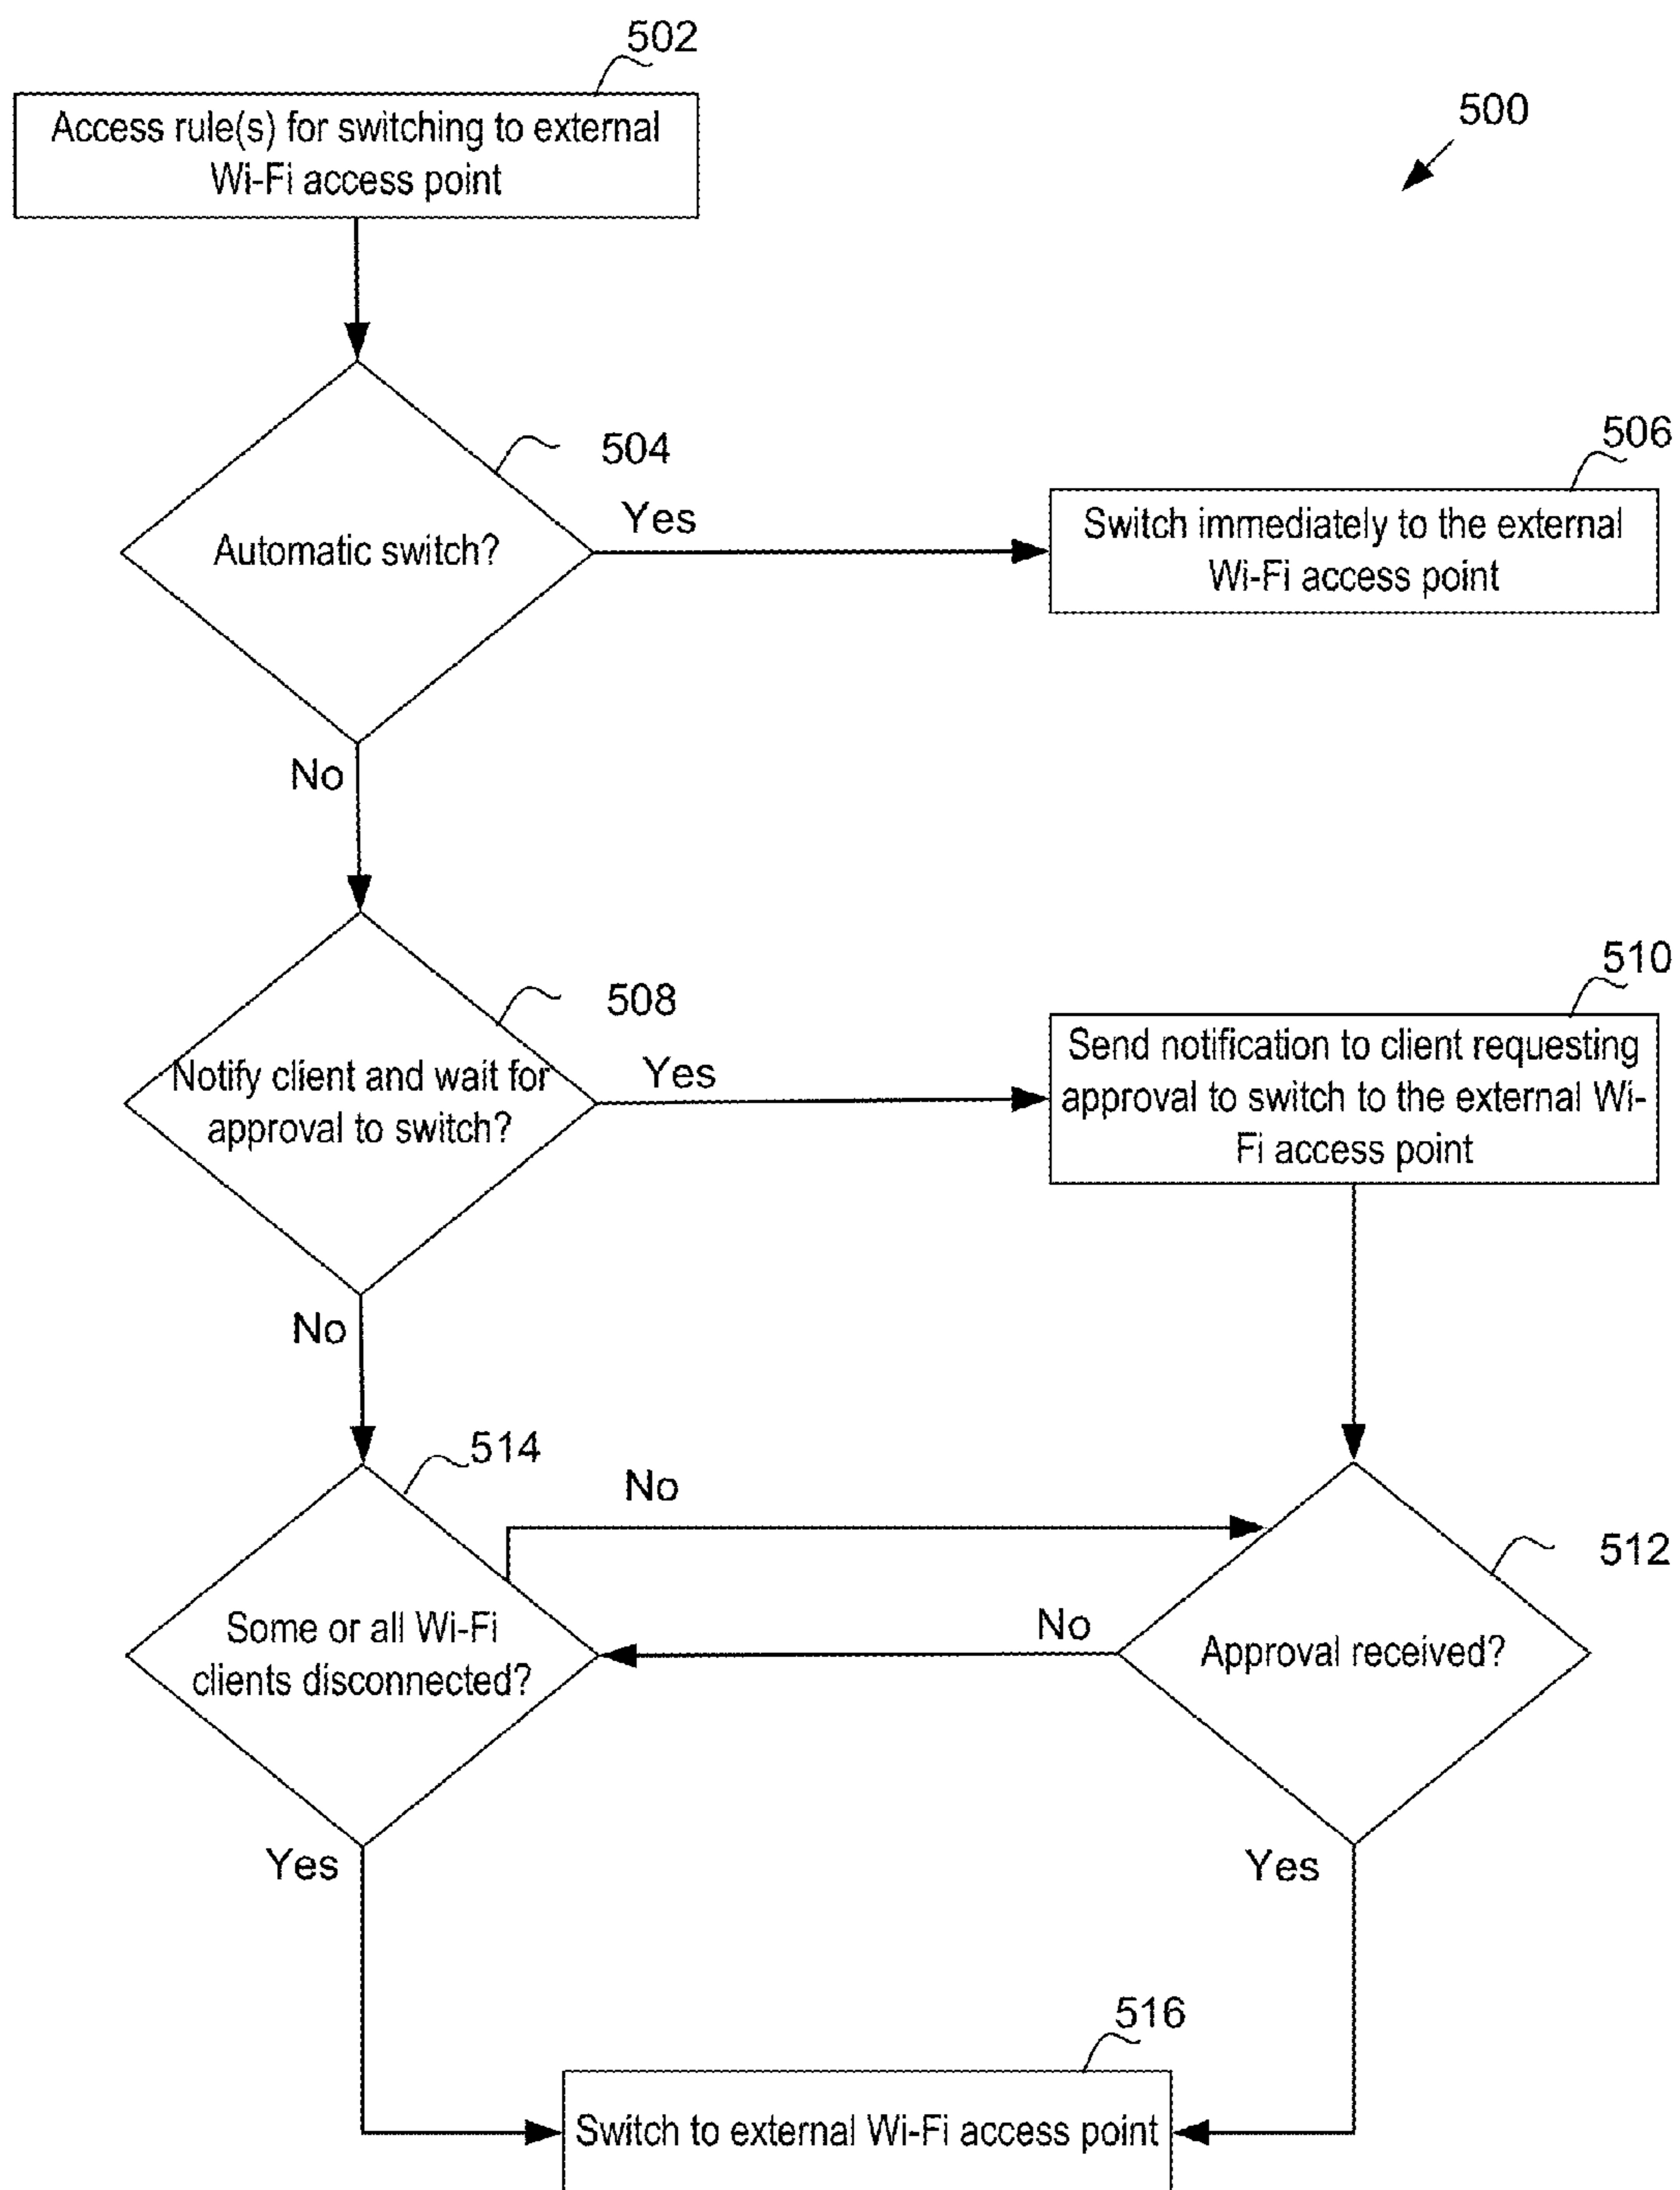 502
Access rule(s) for switching to external
Wi-Fi access point
500
504
Automatic switch?
Yes
506
Switch immediately to the external
Wi-Fi access point
No
508
Notify client and wait for
approval to switch?
Yes
510
Send notification to client requesting
approval to switch to the external Wi-
Fi access point
No
514
No
Some or all Wi-Fi
clients disconnected?
512
No
Approval received?
Yes
Yes
516
Switch to external Wi-Fi access point